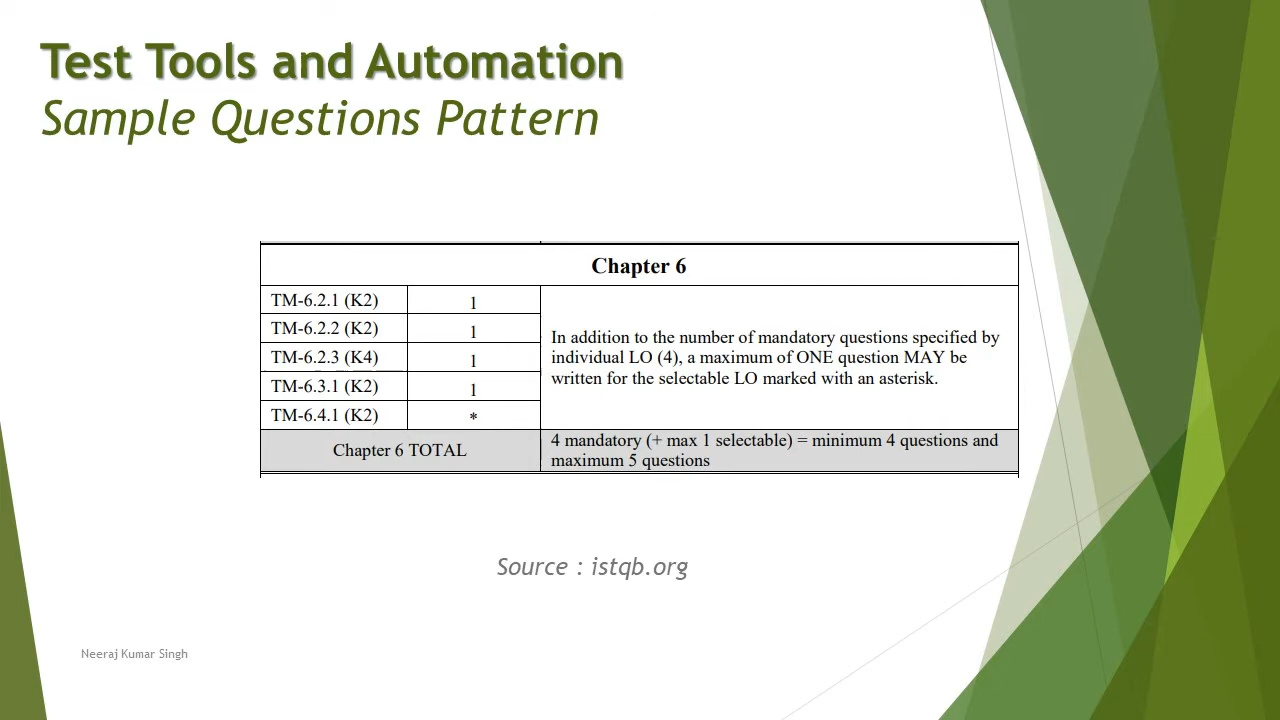 Test Tools and Automation
Sample Questions Pattern
Chapter 6
TM-6.2.1 (K2) 1
TM-6.2.2 (K2) 1
TM-6.2.3 (K4) 1
TM-6.3.1 (K2) 1
TM-6.4.1 (K2) *
In addition to the number of mandatory questions specified by
individual LO (4), a maximum of ONE question MAY be
written for the selectable LO marked with an asterisk.
Chapter 6 TOTAL
4 mandatory (+ max 1 selectable) = minimum 4 questions and
maximum 5 questions
Source : istqb.org
Neeraj Kumar Singh